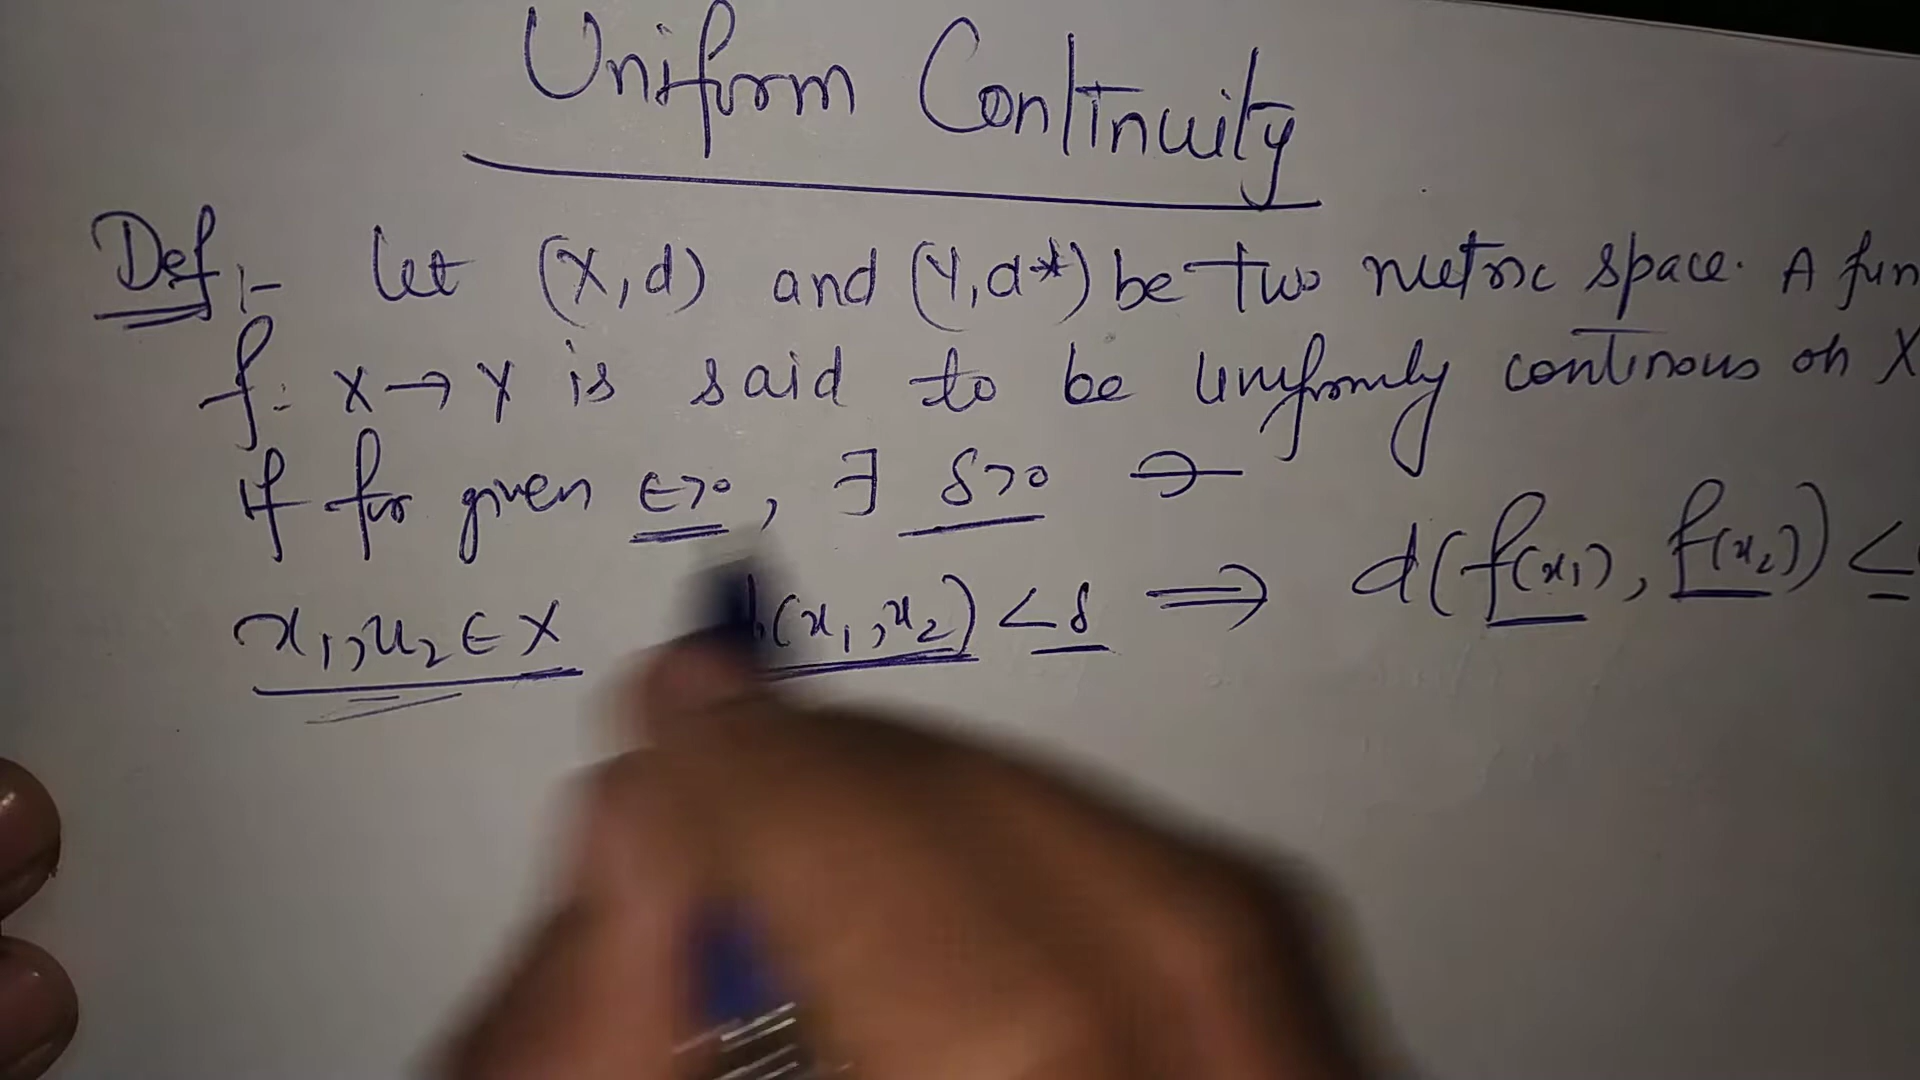 Uniform Continuity
Def :- let (X, d) and (Y, d*) be two metric space. A fun
f: X → Y is said to be Uniformly continous on X
if for given ε>0, ∃ δ>0 ∋
x₁, x₂ ∈ X (x₁, x₂) < δ ⟹ d(f(x₁), f(x₂)) <